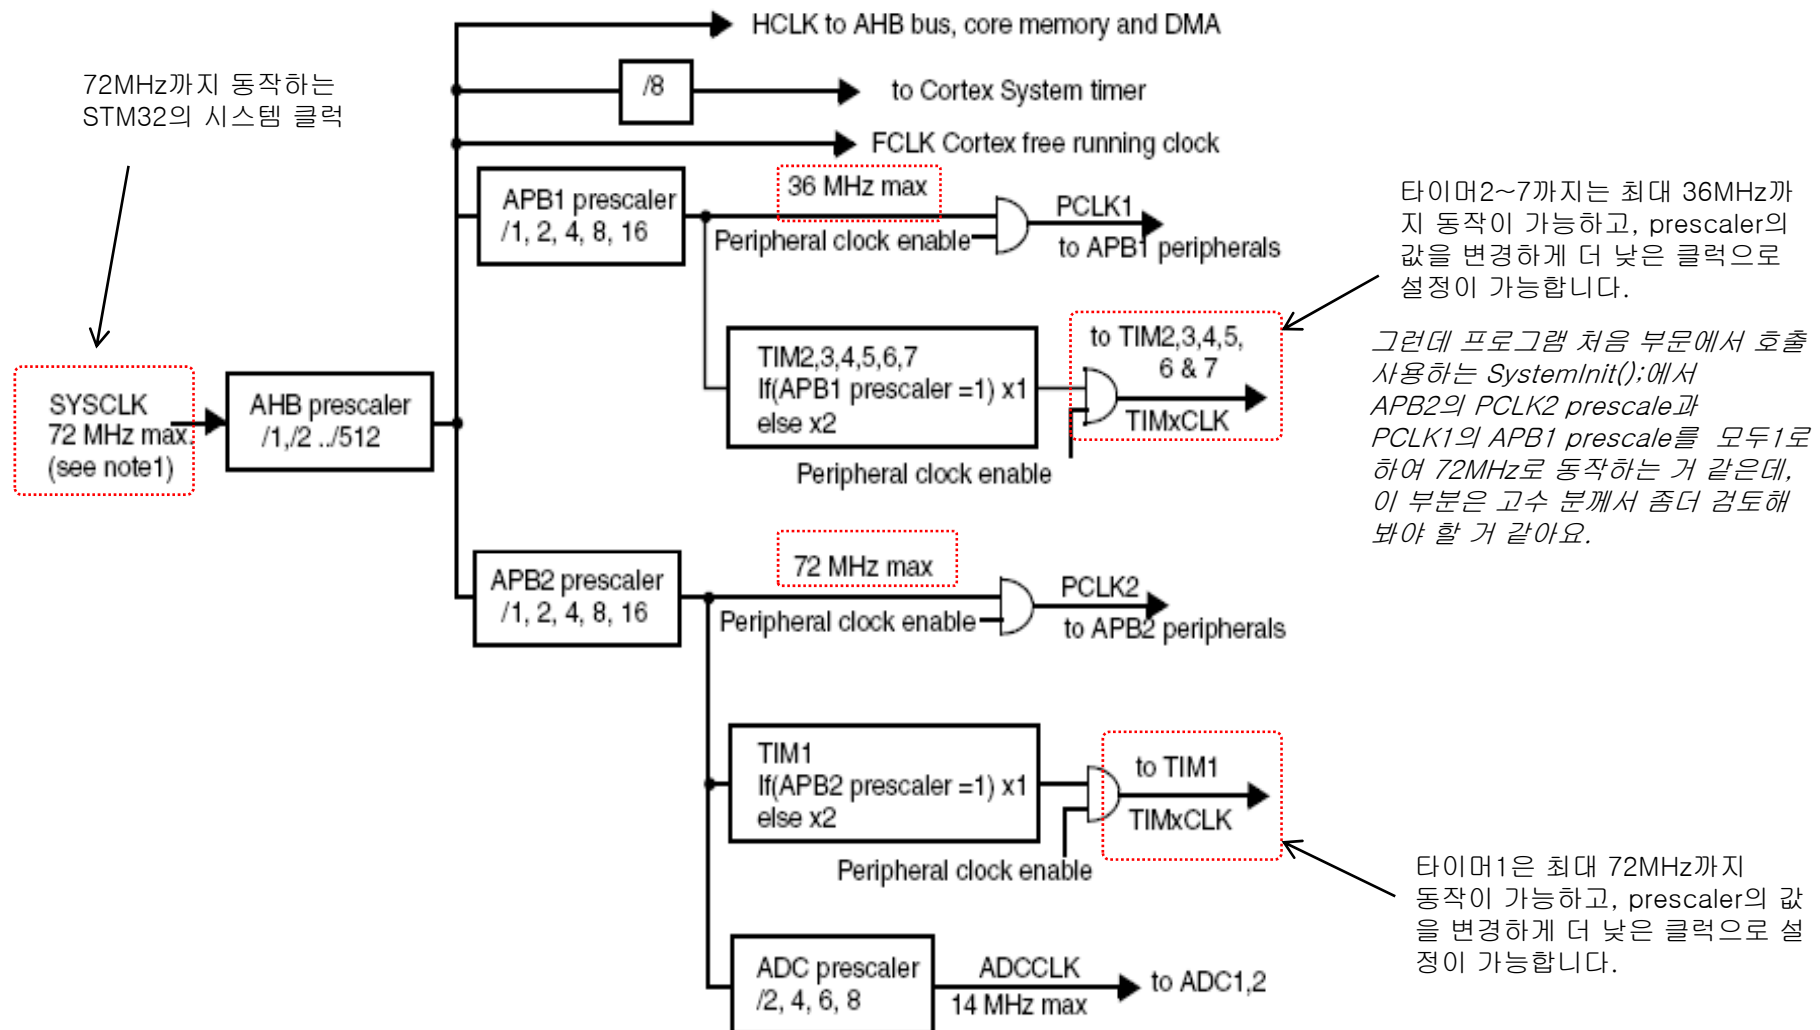 HCLK to AHB bus, core memory and DMA
72MHz까지 동작하는
STM32의 시스템 클럭
/8
to Cortex System timer
FCLK Cortex free running clock
APB1 prescaler
/1, 2, 4, 8, 16
36 MHz max
PCLK1
Peripheral clock enable
to APB1 peripherals
타이머2~7까지는 최대 36MHz까
지 동작이 가능하고, prescaler의
값을 변경하게 더 낮은 클럭으로
설정이 가능합니다.
TIM2,3,4,5,6,7
If(APB1 prescaler =1) x1
else x2
to TIM2,3,4,5,
6 & 7
TIMxCLK
Peripheral clock enable
그런데 프로그램 처음 부문에서 호출
사용하는 SystemInit();에서
APB2의 PCLK2 prescale과
PCLK1의 APB1 prescale를 모두1로
하여 72MHz로 동작하는 거 같은데,
이 부분은 고수 분께서 좀더 검토해
봐야 할 거 같아요.
SYSCLK
72 MHz max.
(see note1)
AHB prescaler
/1,/2 ../512
APB2 prescaler
/1, 2, 4, 8, 16
72 MHz max
PCLK2
Peripheral clock enable
to APB2 peripherals
TIM1
If(APB2 prescaler =1) x1
else x2
to TIM1
TIMxCLK
Peripheral clock enable
타이머1은 최대 72MHz까지
동작이 가능하고, prescaler의 값
을 변경하게 더 낮은 클럭으로 설
정이 가능합니다.
ADC prescaler
/2, 4, 6, 8
ADCCLK
14 MHz max
to ADC1,2